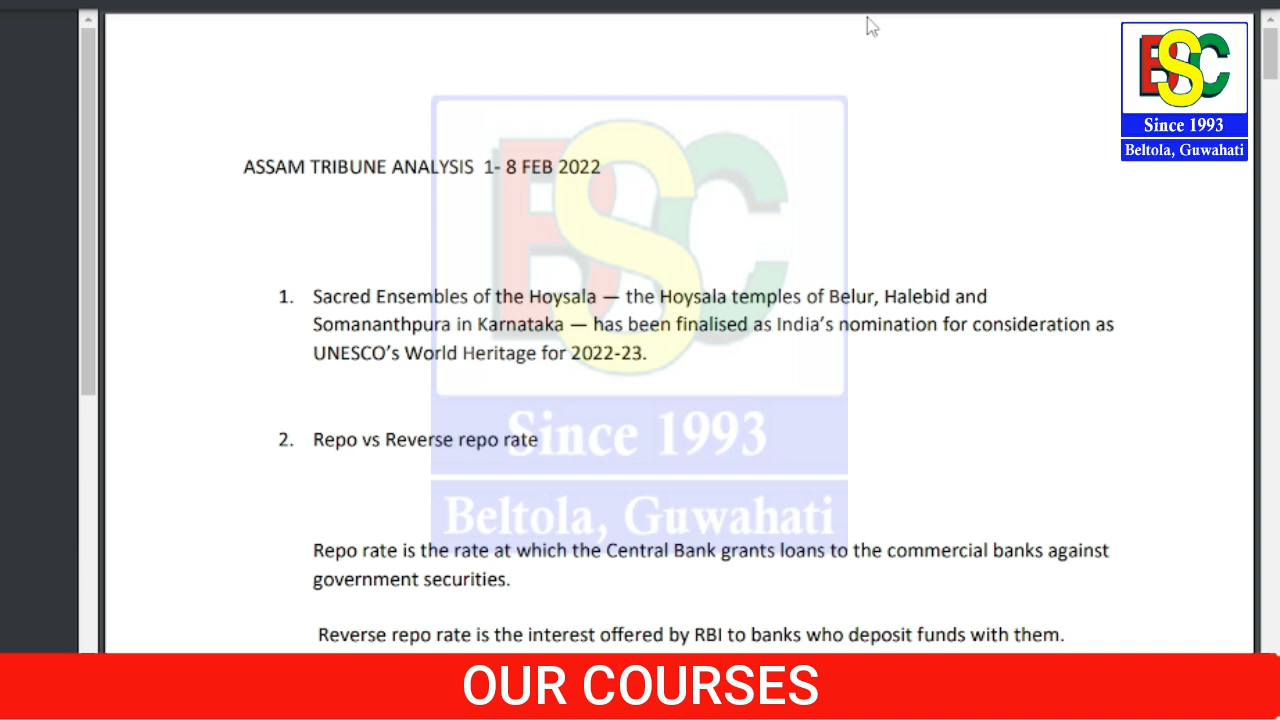 ESC
Since 1993
Beltola, Guwahati
ASSAM TRIBUNE ANALYSIS 1- 8 FEB 2022
1. Sacred Ensembles of the Hoysala — the Hoysala temples of Belur, Halebid and
Somananthpura in Karnataka — has been finalised as India's nomination for consideration as
UNESCO's World Heritage for 2022-23.
2. Repo vs Reverse repo rate
ESC
Since 1993
Beltola, Guwahati
Repo rate is the rate at which the Central Bank grants loans to the commercial banks against
government securities.
Reverse repo rate is the interest offered by RBI to banks who deposit funds with them.
OUR COURSES